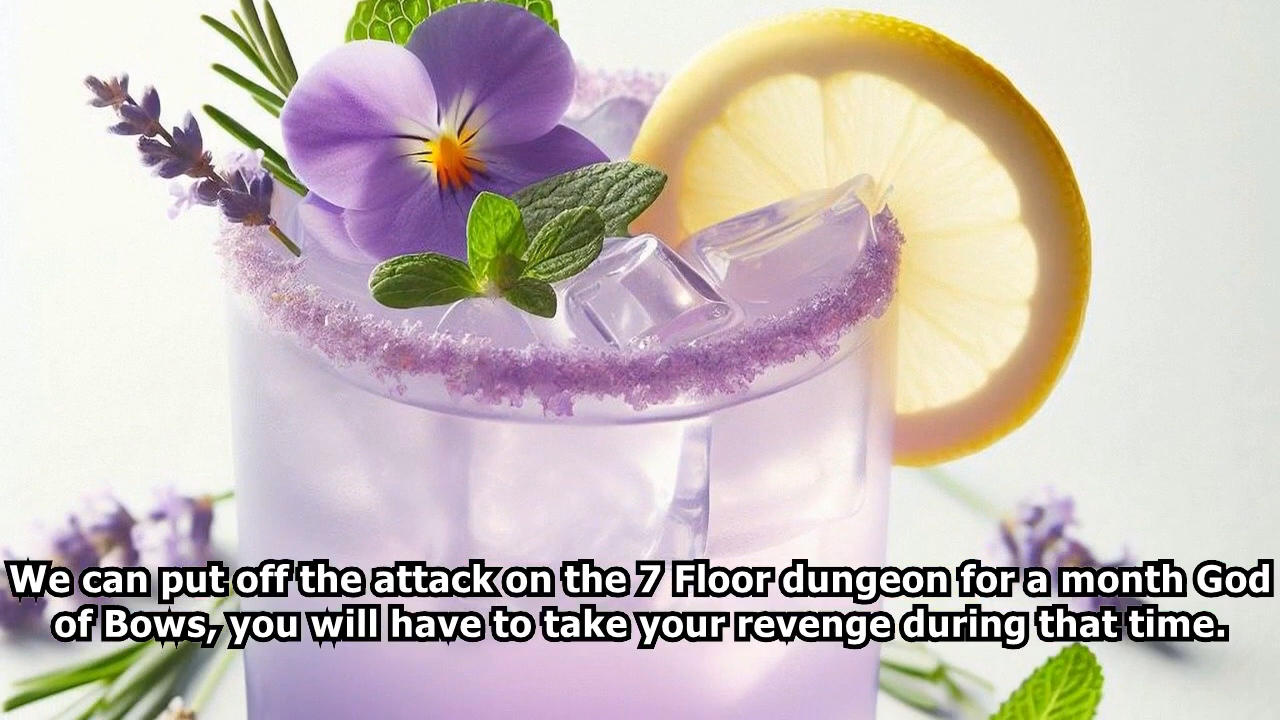 We can put off the attack on the 7 Floor dungeon for a month God
of Bows, you will have to take your revenge during that time.